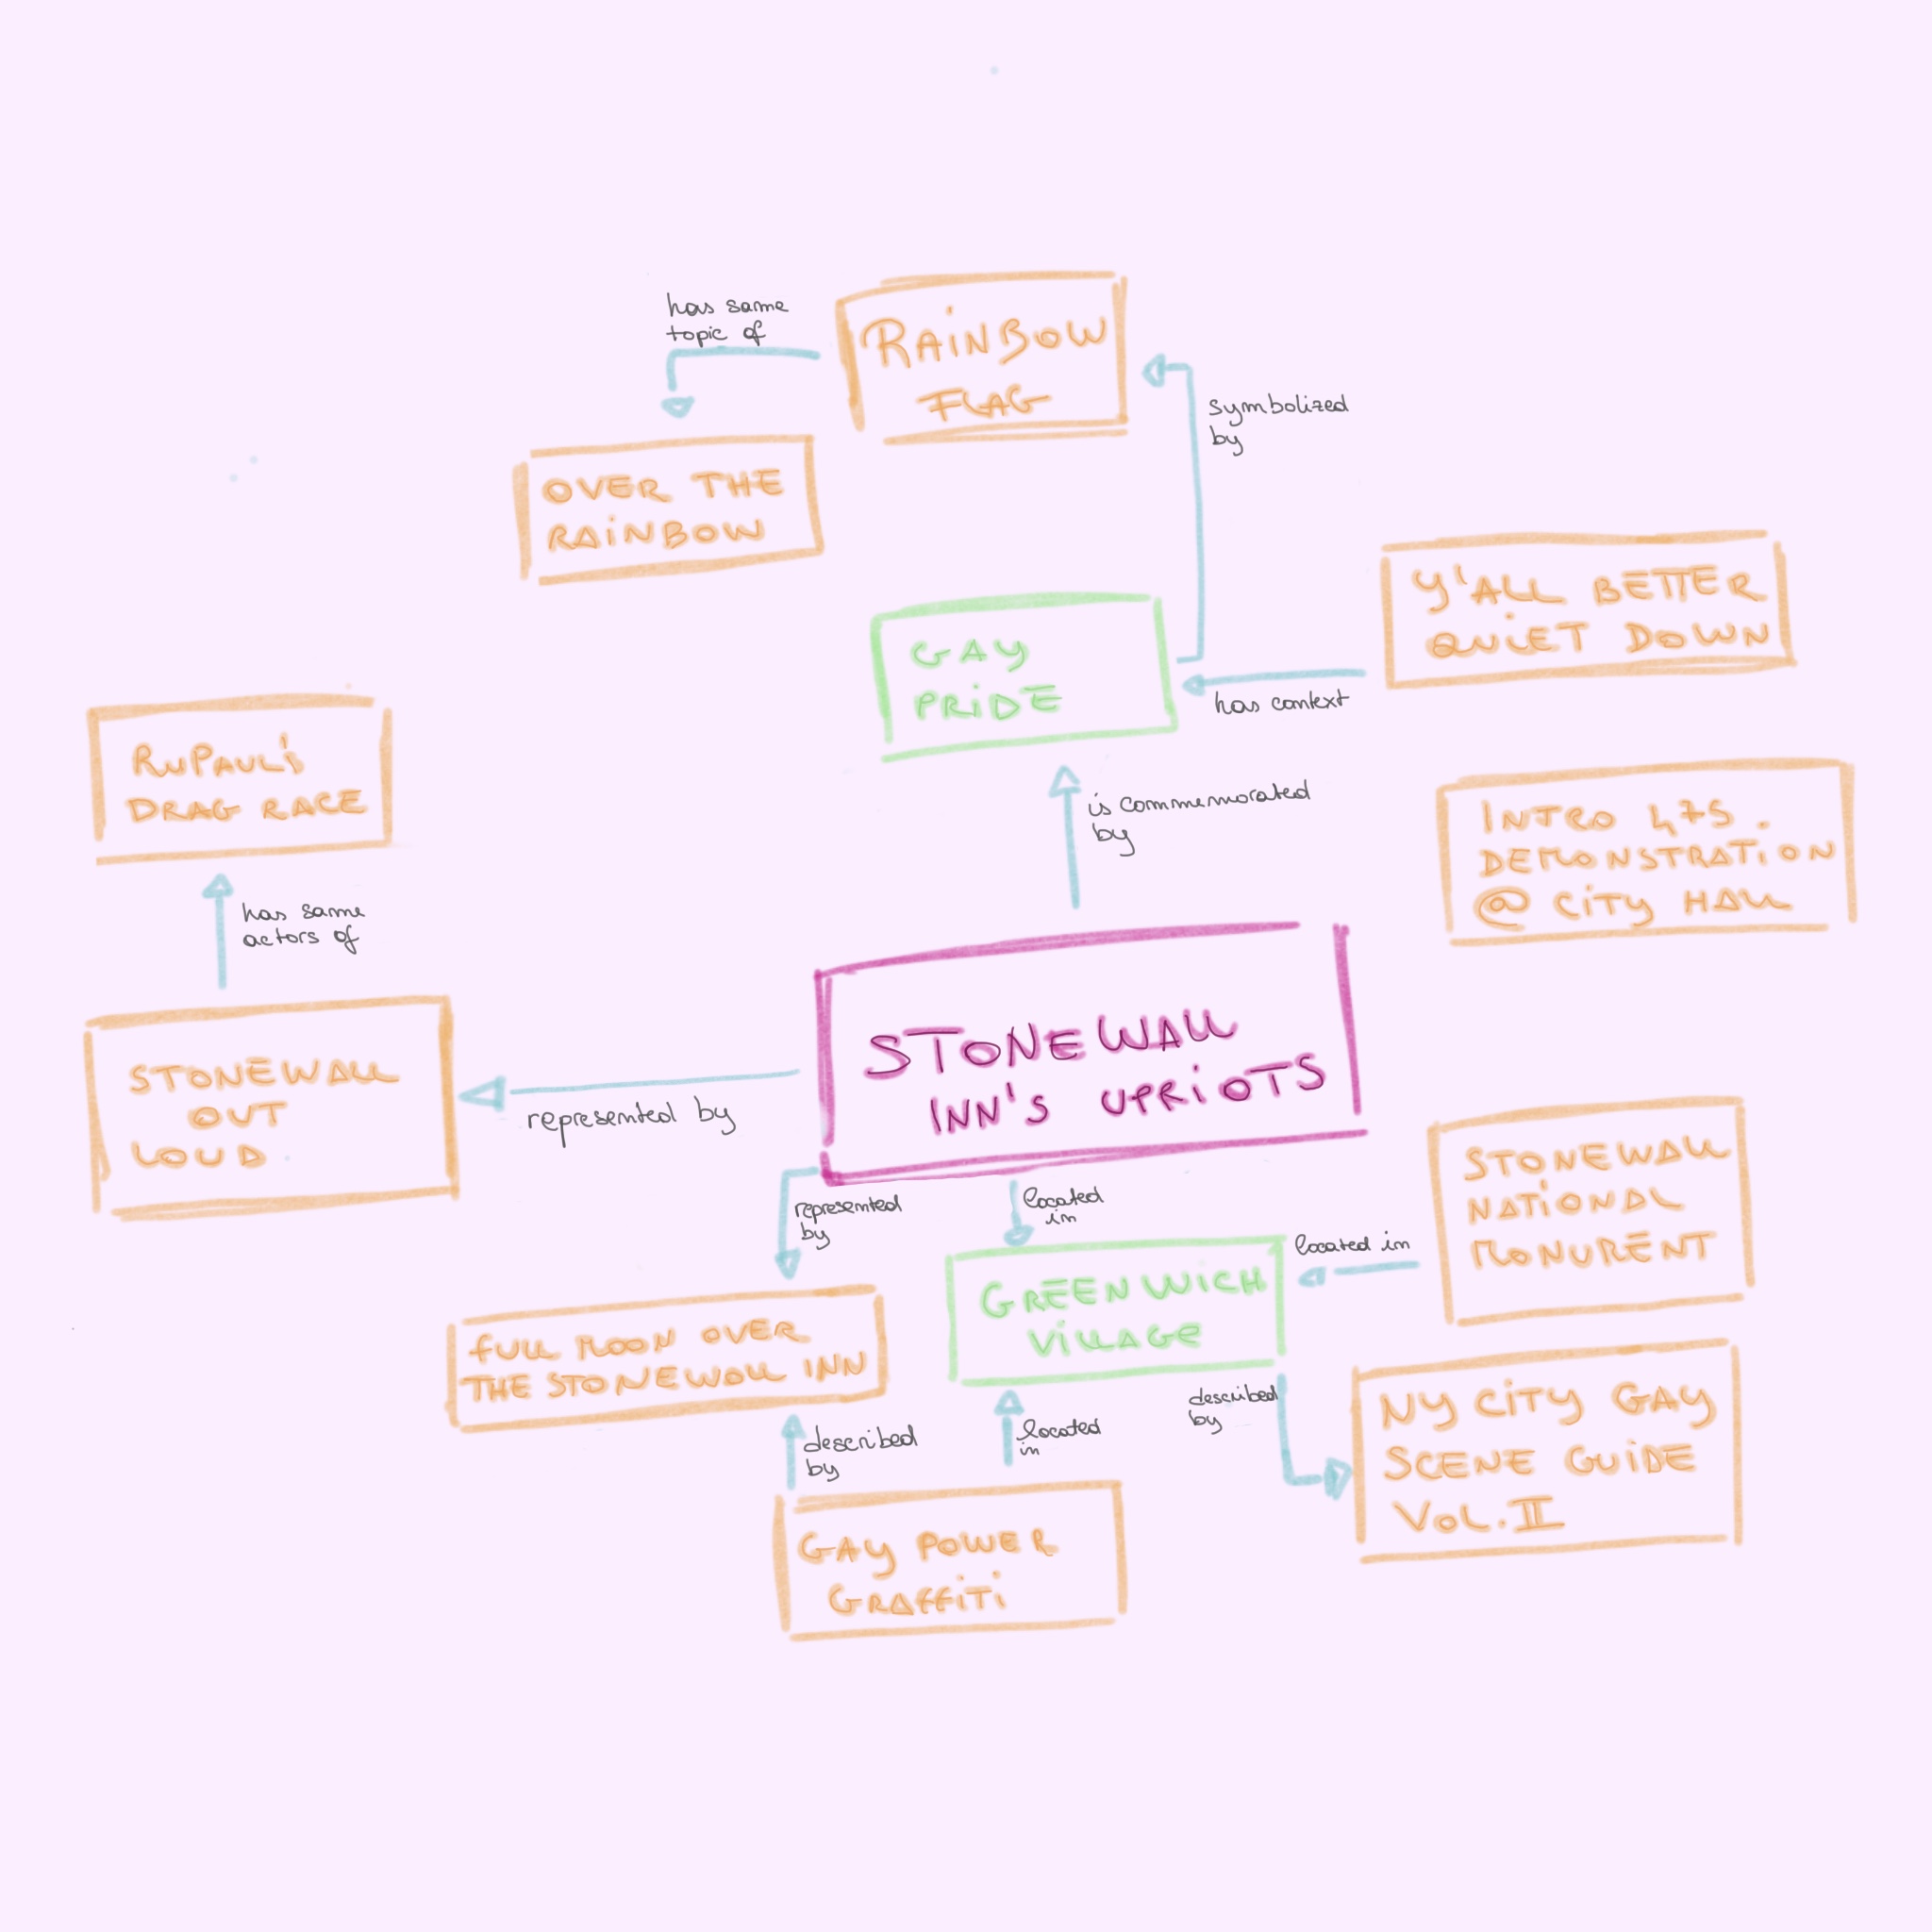 has same
topic of
RAINBOW
FLAG
symbolized
by
OVER THE
RAINBOW
Y'ALL BETTER
QUIET DOWN
GAY
PRIDE
has context
RUPAUL'S
DRAG RACE
is commemorated
by
INTRO 475.
DEMONSTRATION
@ CITY HALL
has same
actors of
STONEWALL
INN'S UPRIOTS
STONEWALL
OUT
LOUD
represented by
represented
by
located
in
STONEWALL
NATIONAL
MONUMENT
located in
GREENWICH
VILLAGE
FULL MOON OVER
THE STONEWALL INN
described
by
NY CITY GAY
SCENE GUIDE
VOL. II
described
by
located
in
GAY POWER
GRAFFITI